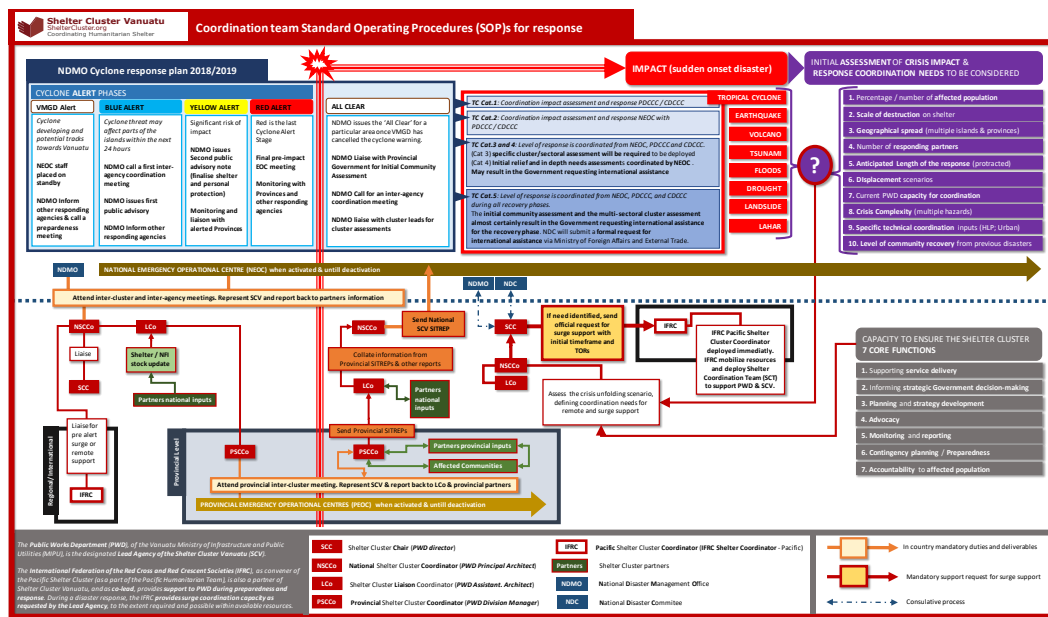 Shelter Cluster Vanuatu
ShelterCluster.org
Coordinating Humanitarian Shelter
Coordination team Standard Operating Procedures (SOP)s for response
NDMO Cyclone response plan 2018/2019
CYCLONE ALERT PHASES
VMGD Alert
Cyclone
developing and
potential tracks
towards Vanuatu
NEOC staff
placed on
standby
NDMO Inform
other responding
agencies & call a
prepardeness
meeting
BLUE ALERT
Cyclone threat may
affect parts of the
islands within the next
24 hours
NDMO call a first inter-
agency coordination
meeting
NDMO issues first
public advisory
NDMO Inform other
responding agencies
YELLOW ALERT
Significant risk of
impact
NDMO issues
Second public
advisory note
(finalise shelter
and personal
protection)
Monitoring and
liaison with
alerted Provinces
RED ALERT
Red is the last
Cyclone Alert
Stage
Final pre-impact
EOC meeting
Monitoring with
Provinces and
other responding
agencies
ALL CLEAR
NDMO issues the 'All Clear' for a
particular area once VMGD has
cancelled the cyclone warning.
NDMO Liaise with Provincial
Government for Initial Community
Assessment
NDMO Call for an inter-agency
coordination meeting
NDMO liaise with cluster leads for
cluster assessments
IMPACT (sudden onset disaster)
TC Cat.1: Coordination impact assessment and response PDCCC / CDCCC
TC Cat.2: Coordination impact assessment and response NEOC with
PDCCC / CDCCC
TC Cat.3 and 4: Level of response is coordinated from NEOC, PDCCC and CDCCC.
(Cat 3) specific cluster/sectoral assessment will be required to be deployed
(Cat 4) Initial relief and in depth needs assessments coordinated by NEOC .
May result in the Government requesting international assistance
TC Cat.5: Level of response is coordinated from NEOC, PDCCC, and CDCCC
during all recovery phases.
The initial community assessment and the multi-sectoral cluster assessment
almost certainly result in the Government requesting international assistance
for the recovery phase. NDC will submit a formal request for
international assistance via Ministry of Foreign Affairs and External Trade.
TROPICAL CYCLONE
EARTHQUAKE
VOLCANO
TSUNAMI
FLOODS
DROUGHT
LANDSLIDE
LAHAR
?
INITIAL ASSESSMENT OF CRISIS IMPACT &
RESPONSE COORDINATION NEEDS TO BE CONSIDERED
1. Percentage / number of affected population
2. Scale of destruction on shelter
3. Geographical spread (multiple islands & provinces)
4. Number of responding partners
5. Anticipated Length of the response (protracted)
6. Displacement scenarios
7. Current PWD capacity for coordination
8. Crisis Complexity (multiple hazards)
9. Specific technical coordination inputs (HLP; Urban)
10. Level of community recovery from previous disasters
NDMO
NATIONAL EMERGENCY OPERATIONAL CENTRE (NEOC) when activated & untill deactivation
Attend inter-cluster and inter-agency meetings. Represent SCV and report back to partners information
NSCCo
Liaise
SCC
Regional/International
Liaise for
pre alert
surge or
remote
support
IFRC
LCo
Shelter / NFI
stock update
Partners national inputs
Provincial Level
PSCCo
NSCCo
Send National
SCV SITREP
Collate information from
Provincial SITREPs & other reports
LCo
Partners
national
inputs
Send Provincial SITREPs
PSCCo
Partners provincial inputs
Affected Communities
Attend provincial inter-cluster meeting. Represent SCV & report back to LCo & provincial partners
PROVINCIAL EMERGENCY OPERATIONAL CENTRES (PEOC) when activated & untill deactivation
NDMO
NDC
SCC
NSCCo
LCo
If need identified, send
official request for
surge support with
initial timeframe and
TORs
IFRC
IFRC Pacific Shelter
Cluster Coordinator
deployed immediately.
IFRC mobilize resources
and deploy Shelter
Coordination Team (SCT)
to support PWD & SCV.
Assess the crisis unfolding scenario,
defining coordination needs for
remote and surge support
CAPACITY TO ENSURE THE SHELTER CLUSTER
7 CORE FUNCTIONS
1. Supporting service delivery
2. Informing strategic Government decision-making
3. Planning and strategy development
4. Advocacy
5. Monitoring and reporting
6. Contingency planning / Preparedness
7. Accountability to affected population
The Public Works Department (PWD), of the Vanuatu Ministry of Infrastructure and Public
Utilities (MIPU), is the designated Lead Agency of the Shelter Cluster Vanuatu (SCV).
The International Federation of the Red Cross and Red Crescent Societies (IFRC), as convener of
the Pacific Shelter Cluster (as a part of the Pacific Humanitarian Team), is also a partner of
Shelter Cluster Vanuatu, and as co-lead, provides support to PWD during preparedness and
response. During a disaster response, the IFRC provides surge coordination capacity as
requested by the Lead Agency, to the extent required and possible within available resources.
SCC Shelter Cluster Chair (PWD director)
NSCCo National Shelter Cluster Coordinator (PWD Principal Architect)
LCo Shelter Cluster Liaison Coordinator (PWD Assistant. Architect)
PSCCo Provincial Shelter Cluster Coordinator (PWD Division Manager)
IFRC Pacific Shelter Cluster Coordinator (IFRC Shelter Coordinator - Pacific)
Partners Shelter Cluster partners
NDMO National Disaster Management Office
NDC National Disaster Commitee
In country mandatory duties and deliverables
Mandatory support request for surge support
Consulative process